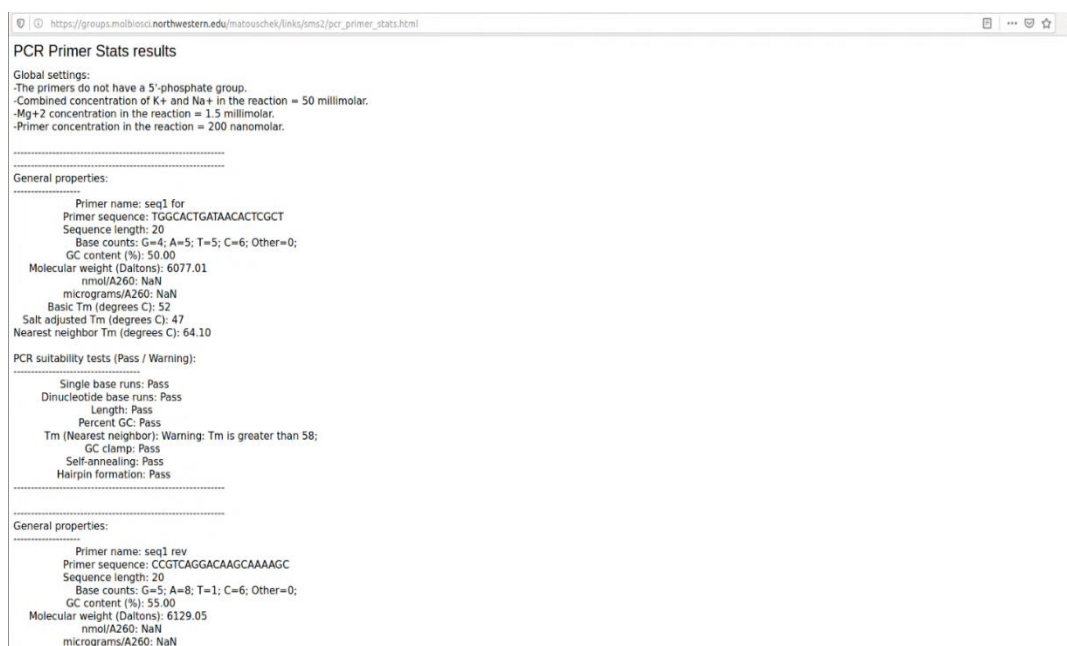 https://groups.molbiosci.northwestern.edu/matouschek/links/sms2/pcr_primer_stats.html
PCR Primer Stats results
Global settings:
-The primers do not have a 5'-phosphate group.
-Combined concentration of K+ and Na+ in the reaction = 50 millimolar.
-Mg+2 concentration in the reaction = 1.5 millimolar.
-Primer concentration in the reaction = 200 nanomolar.
------------------------------------------------------------
------------------------------------------------------------
General properties:
-------------------
Primer name: seq1 for
Primer sequence: TGGCACTGATAACACTCGCT
Sequence length: 20
Base counts: G=4; A=5; T=5; C=6; Other=0;
GC content (%): 50.00
Molecular weight (Daltons): 6077.01
nmol/A260: NaN
micrograms/A260: NaN
Basic Tm (degrees C): 52
Salt adjusted Tm (degrees C): 47
Nearest neighbor Tm (degrees C): 64.10
PCR suitability tests (Pass / Warning):
------------------------------------
Single base runs: Pass
Dinucleotide base runs: Pass
Length: Pass
Percent GC: Pass
Tm (Nearest neighbor): Warning: Tm is greater than 58;
GC clamp: Pass
Self-annealing: Pass
Hairpin formation: Pass
------------------------------------------------------------
------------------------------------------------------------
General properties:
-------------------
Primer name: seq1 rev
Primer sequence: CCGTCAGGACAAGCAAAAGC
Sequence length: 20
Base counts: G=5; A=8; T=1; C=6; Other=0;
GC content (%): 55.00
Molecular weight (Daltons): 6129.05
nmol/A260: NaN
micrograms/A260: NaN